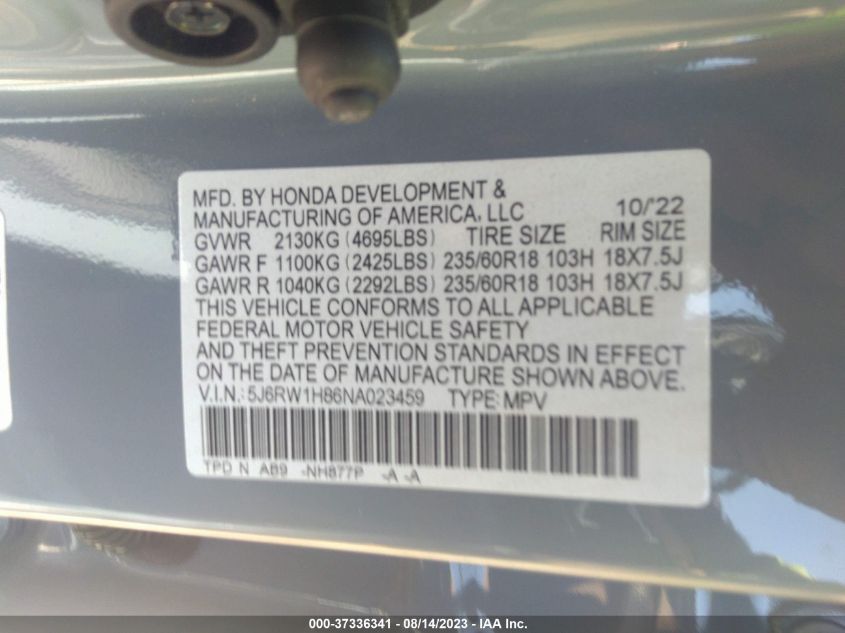 MFD. BY HONDA DEVELOPMENT &
MANUFACTURING OF AMERICA, LLC 10/'22
GVWR 2130KG (4695LBS) TIRE SIZE RIM SIZE
GAWR F 1100KG (2425LBS) 235/60R18 103H 18X7.5J
GAWR R 1040KG (2292LBS) 235/60R18 103H 18X7.5J
THIS VEHICLE CONFORMS TO ALL APPLICABLE
FEDERAL MOTOR VEHICLE SAFETY
AND THEFT PREVENTION STANDARDS IN EFFECT
ON THE DATE OF MANUFACTURE SHOWN ABOVE.
V.I.N.: 5J6RW1H86NA023459 TYPE: MPV
TPD N AB9 -NH877P -A -A
000-37336341 - 08/14/2023 - IAA Inc.